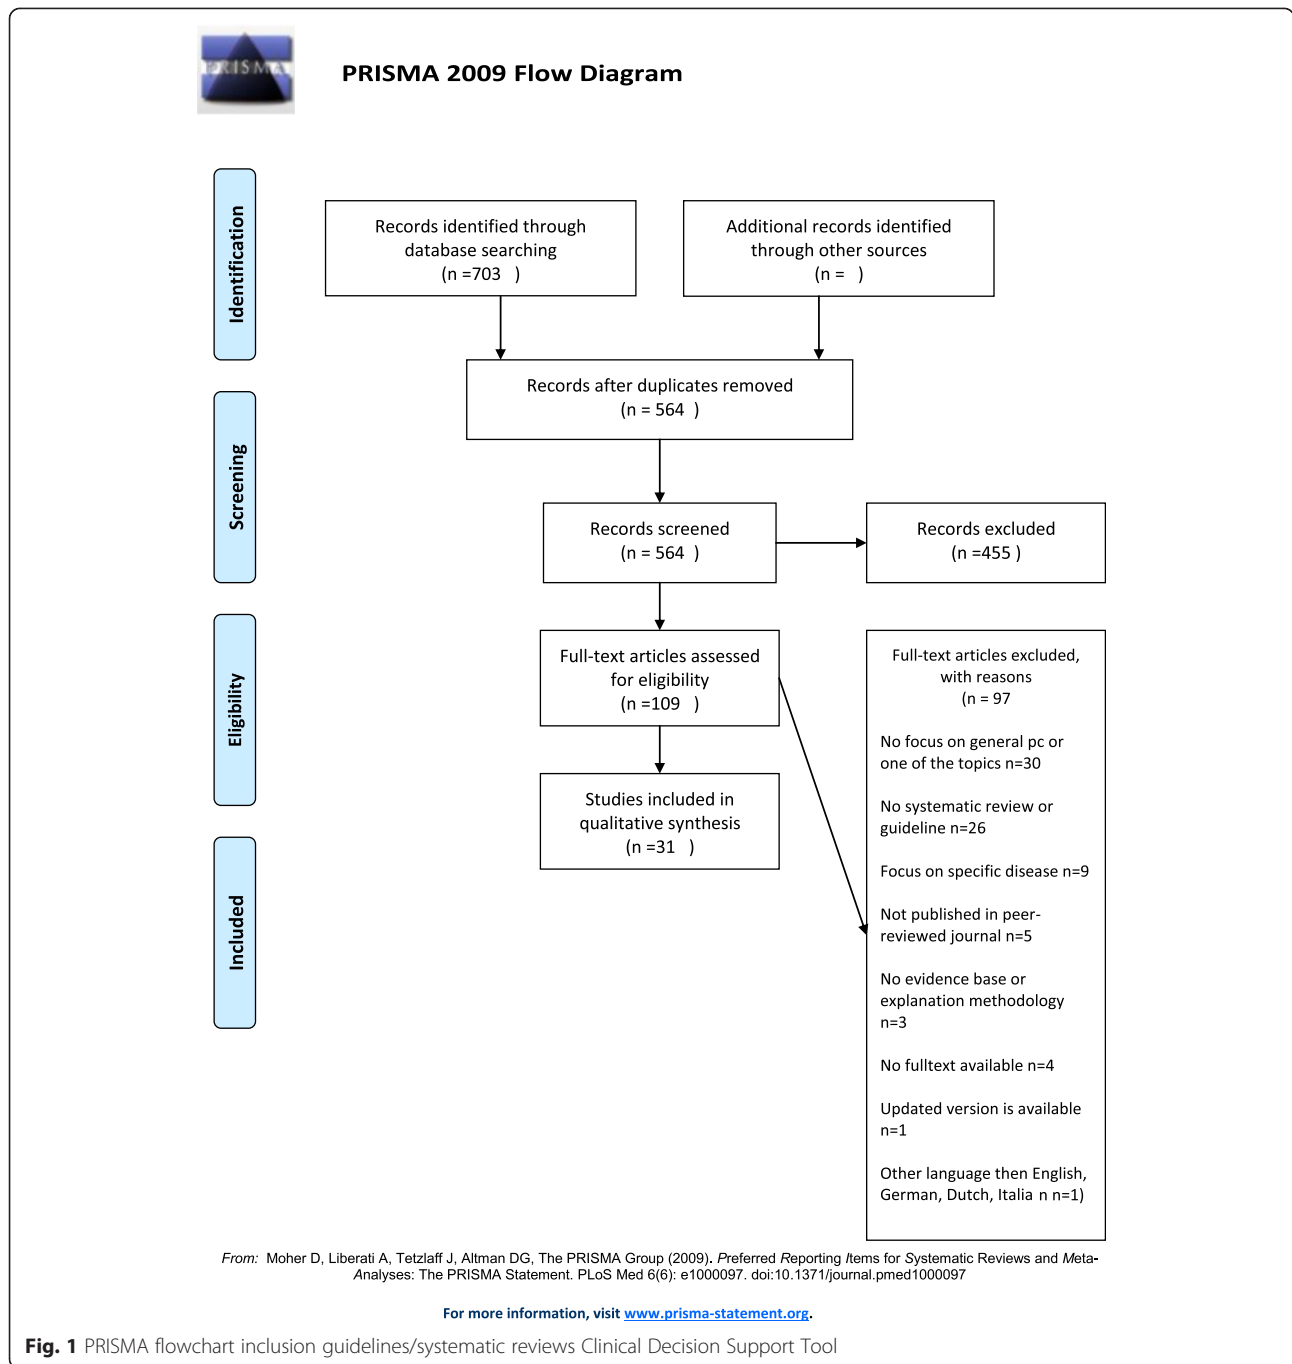 PRISMA
PRISMA 2009 Flow Diagram
Identification
Records identified through
database searching
(n =703 )
Additional records identified
through other sources
(n = )
Records after duplicates removed
(n = 564 )
Screening
Records screened
(n = 564 )
Records excluded
(n =455 )
Eligibility
Full-text articles assessed
for eligibility
(n =109 )
Full-text articles excluded,
with reasons
(n = 97
No focus on general pc or
one of the topics n=30
No systematic review or
guideline n=26
Focus on specific disease n=9
Not published in peer-
reviewed journal n=5
No evidence base or
explanation methodology
n=3
No fulltext available n=4
Updated version is available
n=1
Other language then English,
German, Dutch, Italia n n=1)
Studies included in
qualitative synthesis
(n =31 )
Included
From: Moher D, Liberati A, Tetzlaff J, Altman DG, The PRISMA Group (2009). Preferred Reporting Items for Systematic Reviews and Meta-
Analyses: The PRISMA Statement. PLoS Med 6(6): e1000097. doi:10.1371/journal.pmed1000097
For more information, visit www.prisma-statement.org.
Fig. 1 PRISMA flowchart inclusion guidelines/systematic reviews Clinical Decision Support Tool